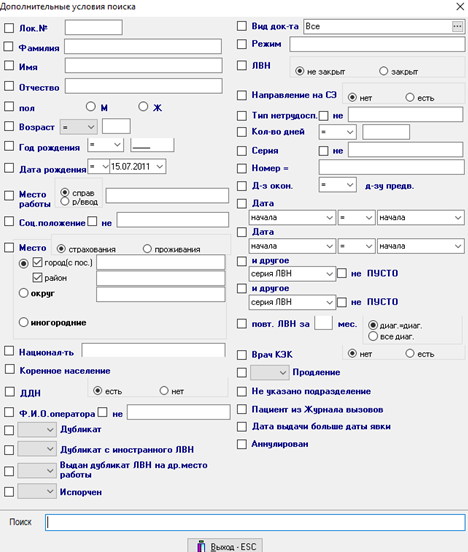 Дополнительные условия поиска
Лок.№
Фамилия
Имя
Отчество
пол М Ж
Возраст =
Год рождения = ____
Дата рождения = 15.07.2011
Место работы справ р/ввод
Соц.положение не
Место страхования проживания
город(с пос.)
район
округ
иногородние
Национал-ть
Коренное население
ДДН есть нет
Ф.И.О.оператора не
Дубликат
Дубликат с иностранного ЛВН
Выдан дубликат ЛВН на др.место
работы
Испорчен
Вид док-та Все ...
Режим
ЛВН не закрыт закрыт
Направление на СЭ нет есть
Тип нетрудосп. не
Кол-во дней =
Серия не
Номер =
Д-з окон. = д-зу предв.
Дата
начала = начала
Дата
начала = начала
и другое
серия ЛВН не ПУСТО
и другое
серия ЛВН не ПУСТО
повт. ЛВН за мес. диаг.=диаг.
все диаг.
Врач КЭК нет есть
Продление
Не указано подразделение
Пациент из Журнала вызовов
Дата выдачи больше даты явки
Аннулирован
Поиск
Выход - ESC